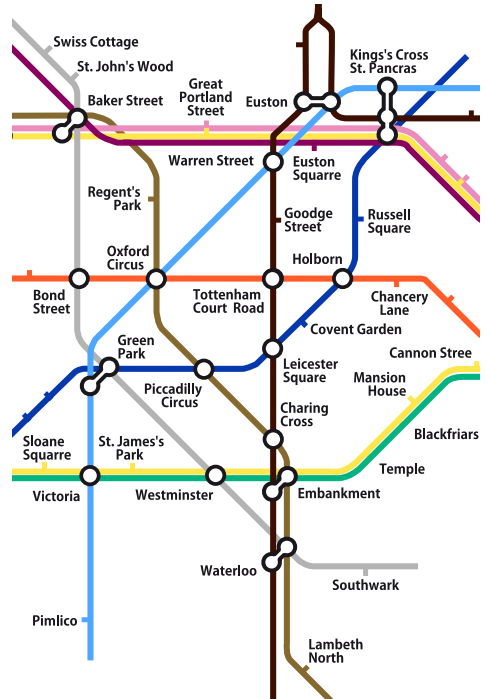 Swiss Cottage
St. John's Wood
King's Cross
St. Pancras
Great
Portland
Street
Baker Street
Euston
Warren Street
Euston
Squarre
Regent's
Park
Goodge
Street
Russell
Square
Oxford
Circus
Holborn
Bond
Street
Tottenham
Court Road
Chancery
Lane
Green
Park
Covent Garden
Cannon Stree
Leicester
Square
Mansion
House
Piccadilly
Circus
Charing
Cross
Blackfriars
Sloane
Squarre
St. James's
Park
Temple
Victoria
Westminster
Embankment
Waterloo
Southwark
Pimlico
Lambeth
North